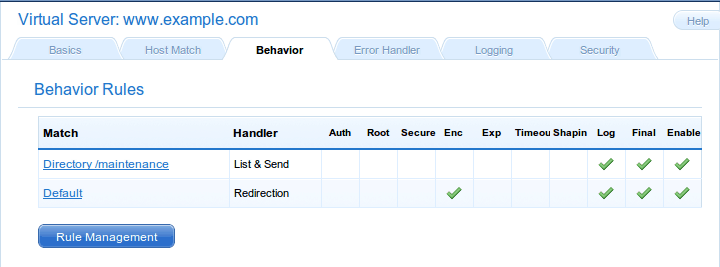 Virtual Server: www.example.com
Help
Basics Host Match Behavior Error Handler Logging Security
Behavior Rules
Match Handler Auth Root Secure Enc Exp Timeou Shapin Log Final Enable
Directory /maintenance List & Send
Default Redirection
Rule Management